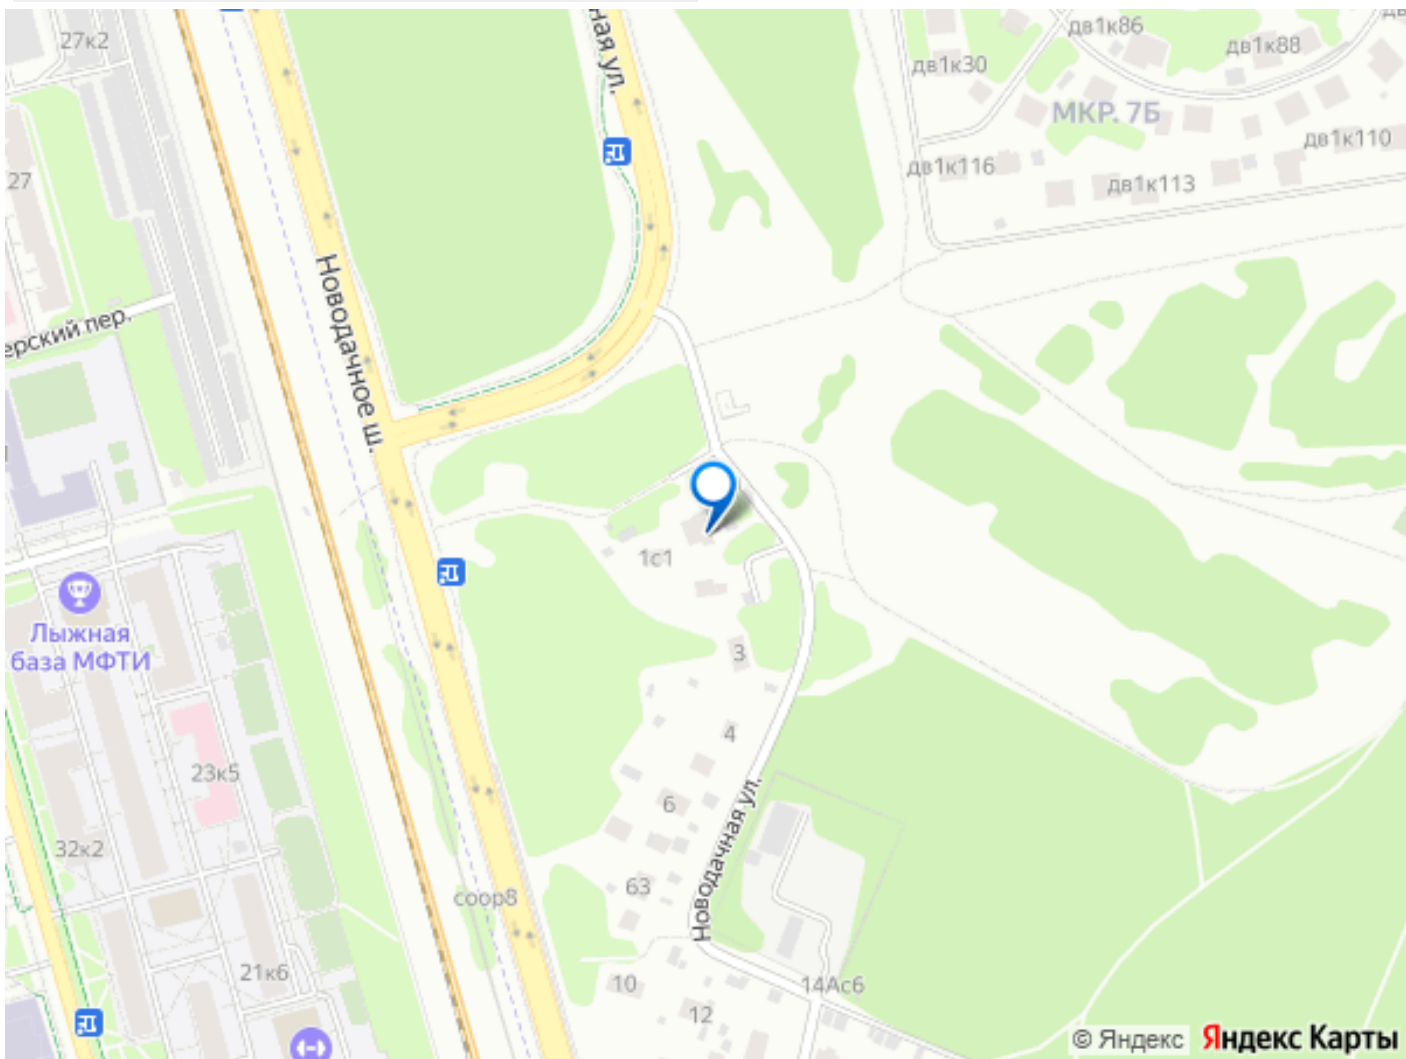 27к2
ная ул.
дв1к86
дв1к88
дв1к30
МКР. 7Б
дв1к110
27
дв1к116
дв1к113
Новодачное ш.
ерский пер.
1с1
Лыжная
база МФТИ
3
4
23к5
6
Новодачная ул.
32к2
63
соор8
21к6
10
14Ас6
12
© Яндекс Яндекс Карты